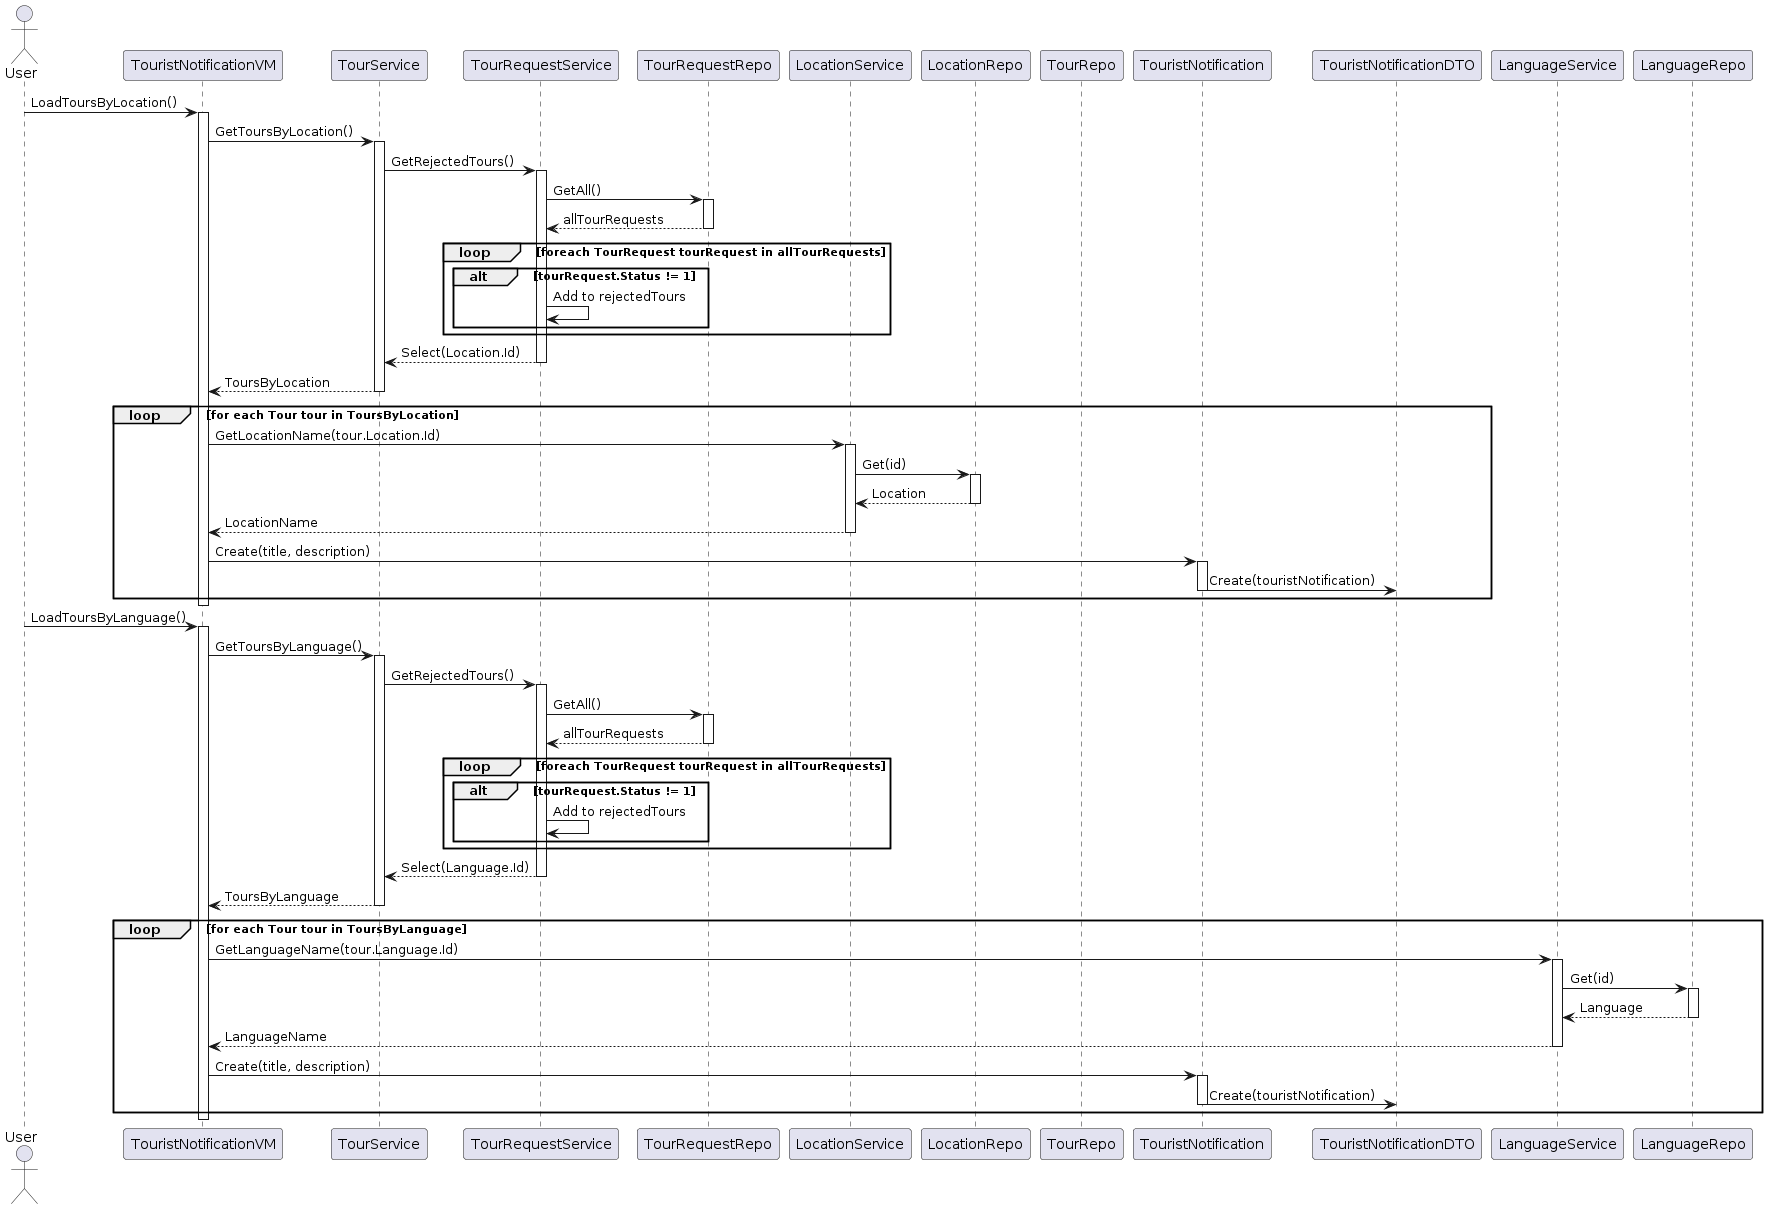 User
TouristNotificationVM
TourService
TourRequestService
TourRequestRepo
LocationService
LocationRepo
TourRepo
TouristNotification
TouristNotificationDTO
LanguageService
LanguageRepo
LoadToursByLocation()
GetToursByLocation()
GetRejectedTours()
GetAll()
allTourRequests
loop [foreach TourRequest tourRequest in allTourRequests]
alt [tourRequest.Status != 1]
Add to rejectedTours
Select(Location.Id)
ToursByLocation
loop [for each Tour tour in ToursByLocation]
GetLocationName(tour.Location.Id)
Get(id)
Location
LocationName
Create(title, description)
Create(touristNotification)
LoadToursByLanguage()
GetToursByLanguage()
GetRejectedTours()
GetAll()
allTourRequests
loop [foreach TourRequest tourRequest in allTourRequests]
alt [tourRequest.Status != 1]
Add to rejectedTours
Select(Language.Id)
ToursByLanguage
loop [for each Tour tour in ToursByLanguage]
GetLanguageName(tour.Language.Id)
Get(id)
Language
LanguageName
Create(title, description)
Create(touristNotification)
User
TouristNotificationVM
TourService
TourRequestService
TourRequestRepo
LocationService
LocationRepo
TourRepo
TouristNotification
TouristNotificationDTO
LanguageService
LanguageRepo